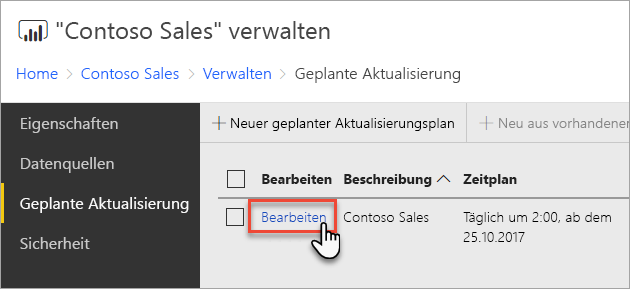 "Contoso Sales" verwalten
Home > Contoso Sales > Verwalten > Geplante Aktualisierung
Eigenschaften
Datenquellen
Geplante Aktualisierung
Sicherheit
+ Neuer geplanter Aktualisierungsplan + Neu aus vorhandener
Bearbeiten Beschreibung Zeitplan
Bearbeiten Contoso Sales Täglich um 2:00, ab dem
25.10.2017